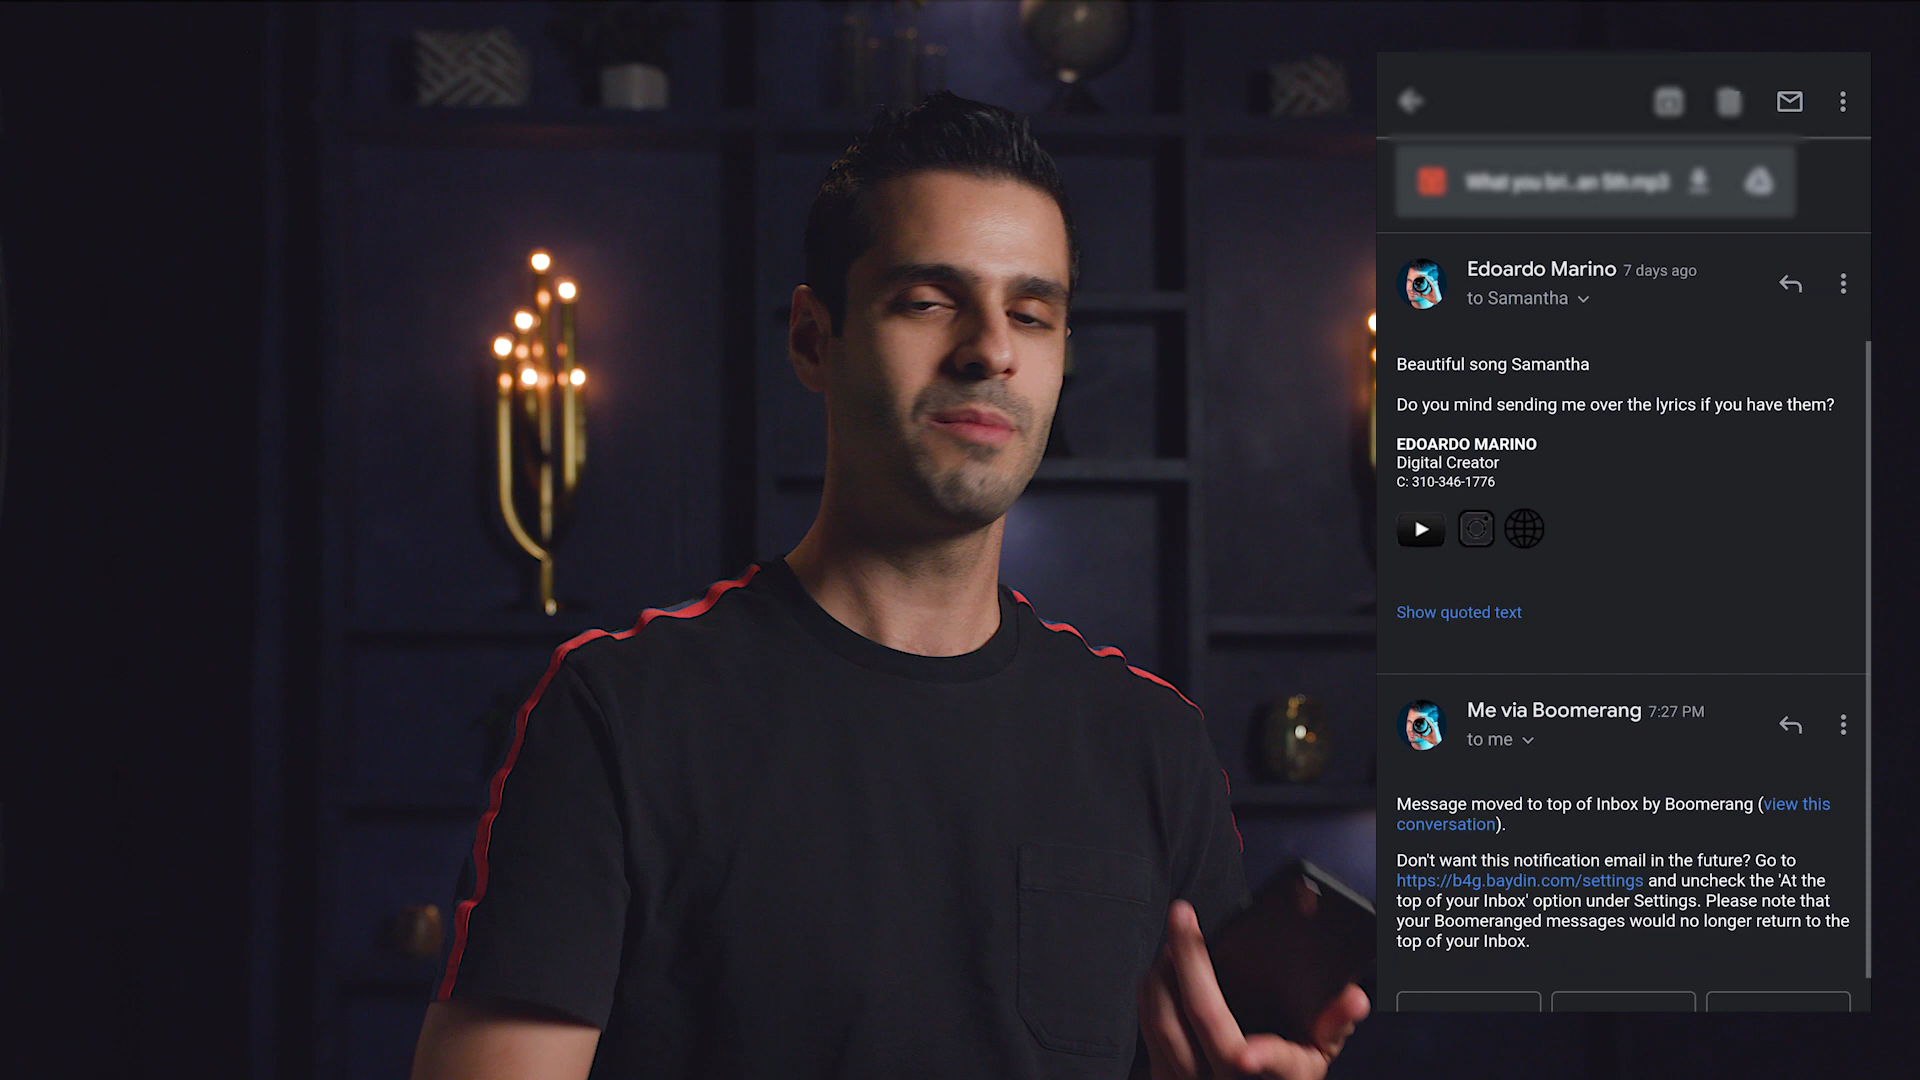 Edoardo Marino 7 days ago
to Samantha
Beautiful song Samantha
Do you mind sending me over the lyrics if you have them?
EDOARDO MARINO
Digital Creator
C: 310-346-1776
Show quoted text
Me via Boomerang 7:27 PM
to me
Message moved to top of Inbox by Boomerang (view this
conversation).
Don't want this notification email in the future? Go to
https://b4g.baydin.com/settings and uncheck the 'At the
top of your Inbox' option under Settings. Please note that
your Boomeranged messages would no longer return to the
top of your Inbox.